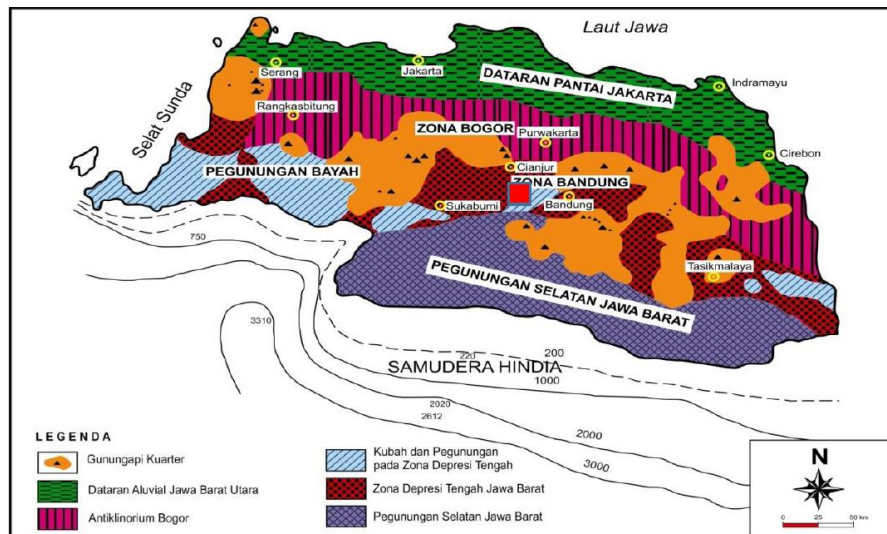 Laut Jawa
Selat Sunda
Serang
Jakarta
DATARAN PANTAI JAKARTA
Indramayu
Rangkasbitung
ZONA BOGOR
Purwakarta
Cirebon
Cianjur
PEGUNUNGAN BAYAH
ZONA BANDUNG
Sukabumi
Bandung
Tasikmalaya
PEGUNUNGAN SELATAN JAWA BARAT
750
3310
220
200
SAMUDERA HINDIA
1000
2020
2612
2000
3000
LEGENDA
Gunungapi Kuarter
Dataran Aluvial Jawa Barat Utara
Antiklinorium Bogor
Kubah dan Pegunungan
pada Zona Depresi Tengah
Zona Depresi Tengah Jawa Barat
Pegunungan Selatan Jawa Barat
N
0 25 50 km